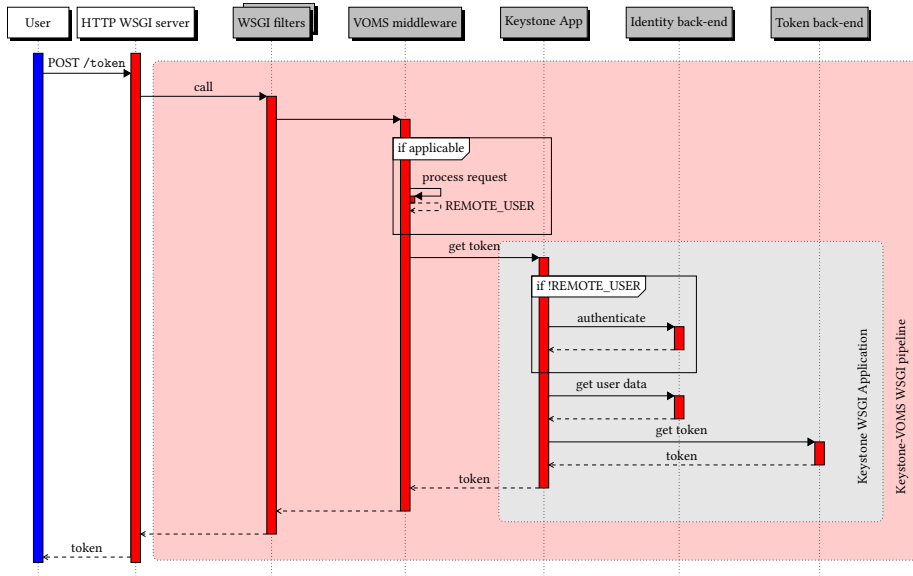 User
HTTP WSGI server
WSGI filters
VOMS middleware
Keystone App
Identity back-end
Token back-end
POST /token
call
if applicable
process request
REMOTE_USER
get token
if !REMOTE_USER
authenticate
get user data
get token
token
token
token
Keystone WSGI Application
Keystone-VOMS WSGI pipeline